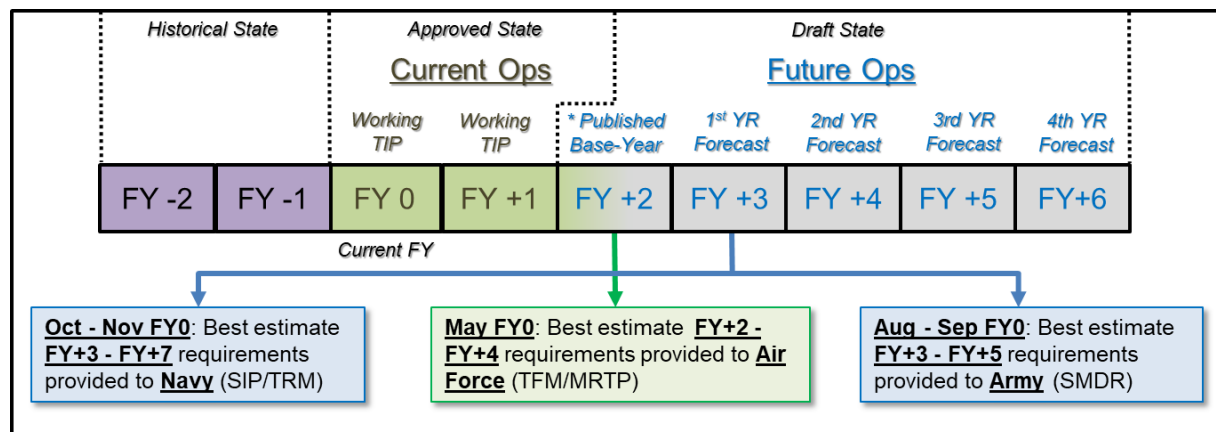 Historical State
Approved State
Draft State
Current Ops
Future Ops
Working
TIP
Working
TIP
* Published
Base-Year
1st YR
Forecast
2nd YR
Forecast
3rd YR
Forecast
4th YR
Forecast
FY -2
FY -1
FY 0
FY +1
FY +2
FY +3
FY +4
FY +5
FY+6
Current FY
Oct - Nov FY0: Best estimate
FY+3 - FY+7 requirements
provided to Navy (SIP/TRM)
May FY0: Best estimate FY+2 -
FY+4 requirements provided to Air
Force (TFM/MRTP)
Aug - Sep FY0: Best estimate
FY+3 - FY+5 requirements
provided to Army (SMDR)